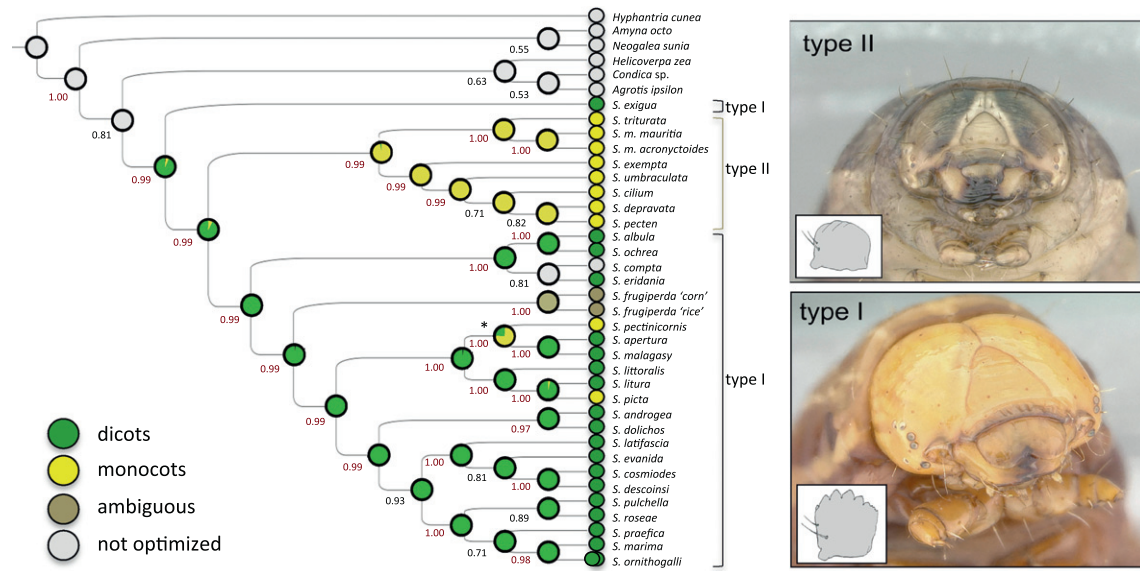 Hyphantria cunea
Amyna octo
Neogalea sunia
0.55
Helicoverpa zea
Condica sp.
Agrotis ipsilon
0.63
0.53
1.00
0.81
S. exigua
type I
S. triturata
S. m. mauritia
S. m. acronyctoides
S. exempta
S. umbraculata
S. cilium
S. depravata
S. pecten
type II
1.00
1.00
0.99
0.99
0.99
0.99
0.71
0.82
0.99
S. albula
S. ochrea
S. compta
S. eridania
1.00
1.00
0.81
S. frugiperda ‘corn’
S. frugiperda ‘rice’
1.00
0.99
S. pectinicornis
S. apertura
S. malagasy
S. littoralis
S. litura
S. picta
*
1.00
1.00
1.00
1.00
1.00
type I
0.99
0.99
S. androgea
S. dolichos
0.97
0.99
S. latifascia
S. evanida
S. cosmiodes
S. descoinsi
1.00
0.81
1.00
0.93
S. pulchella
S. roseae
S. praefica
S. marima
S. ornithogalli
0.89
1.00
0.71
0.98
dicots
monocots
ambiguous
not optimized
type II
type I